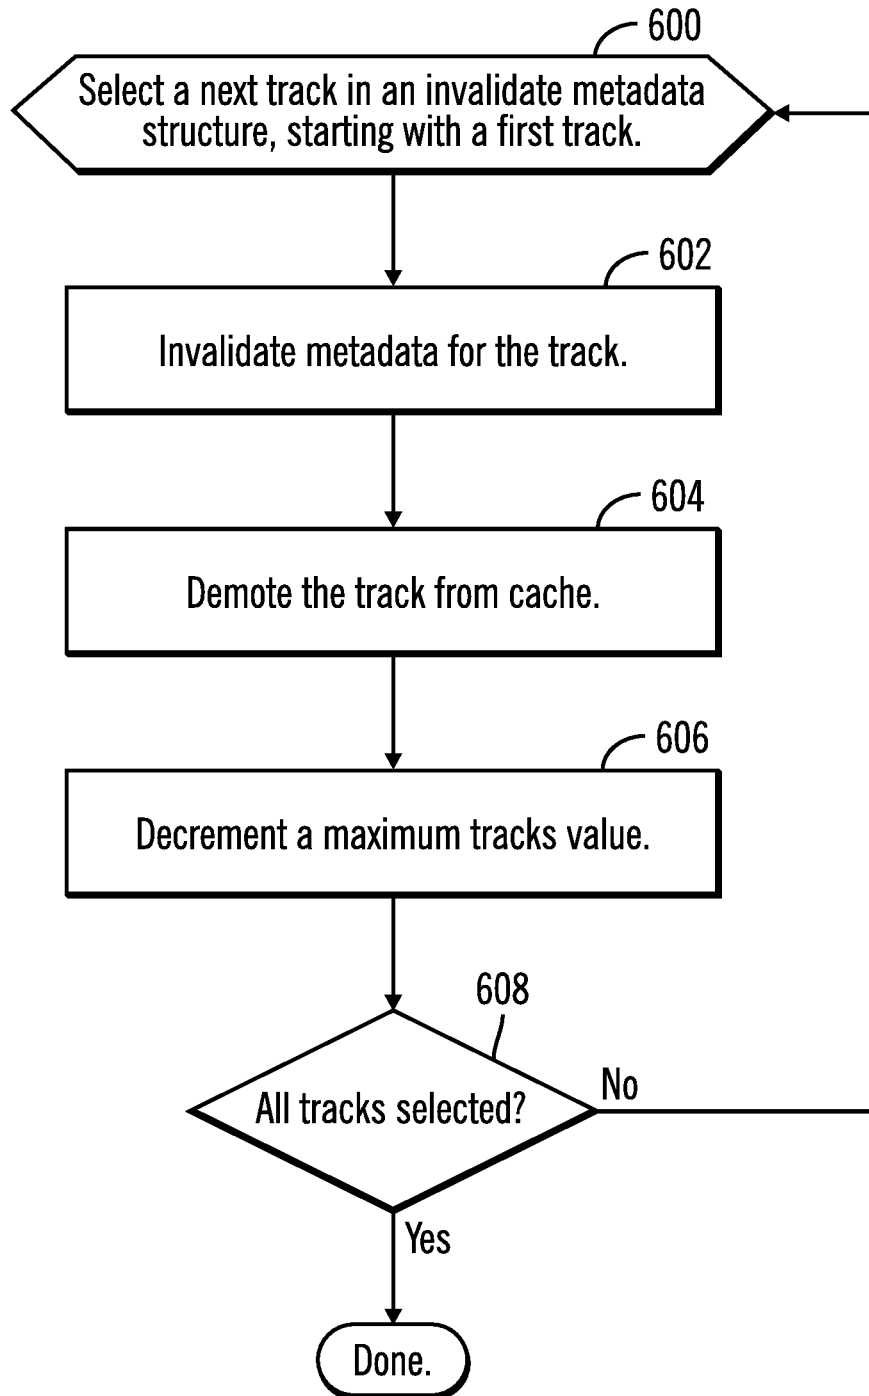 600
Select a next track in an invalidate metadata
structure, starting with a first track.
602
Invalidate metadata for the track.
604
Demote the track from cache.
606
Decrement a maximum tracks value.
608
All tracks selected?
No
Yes
Done.